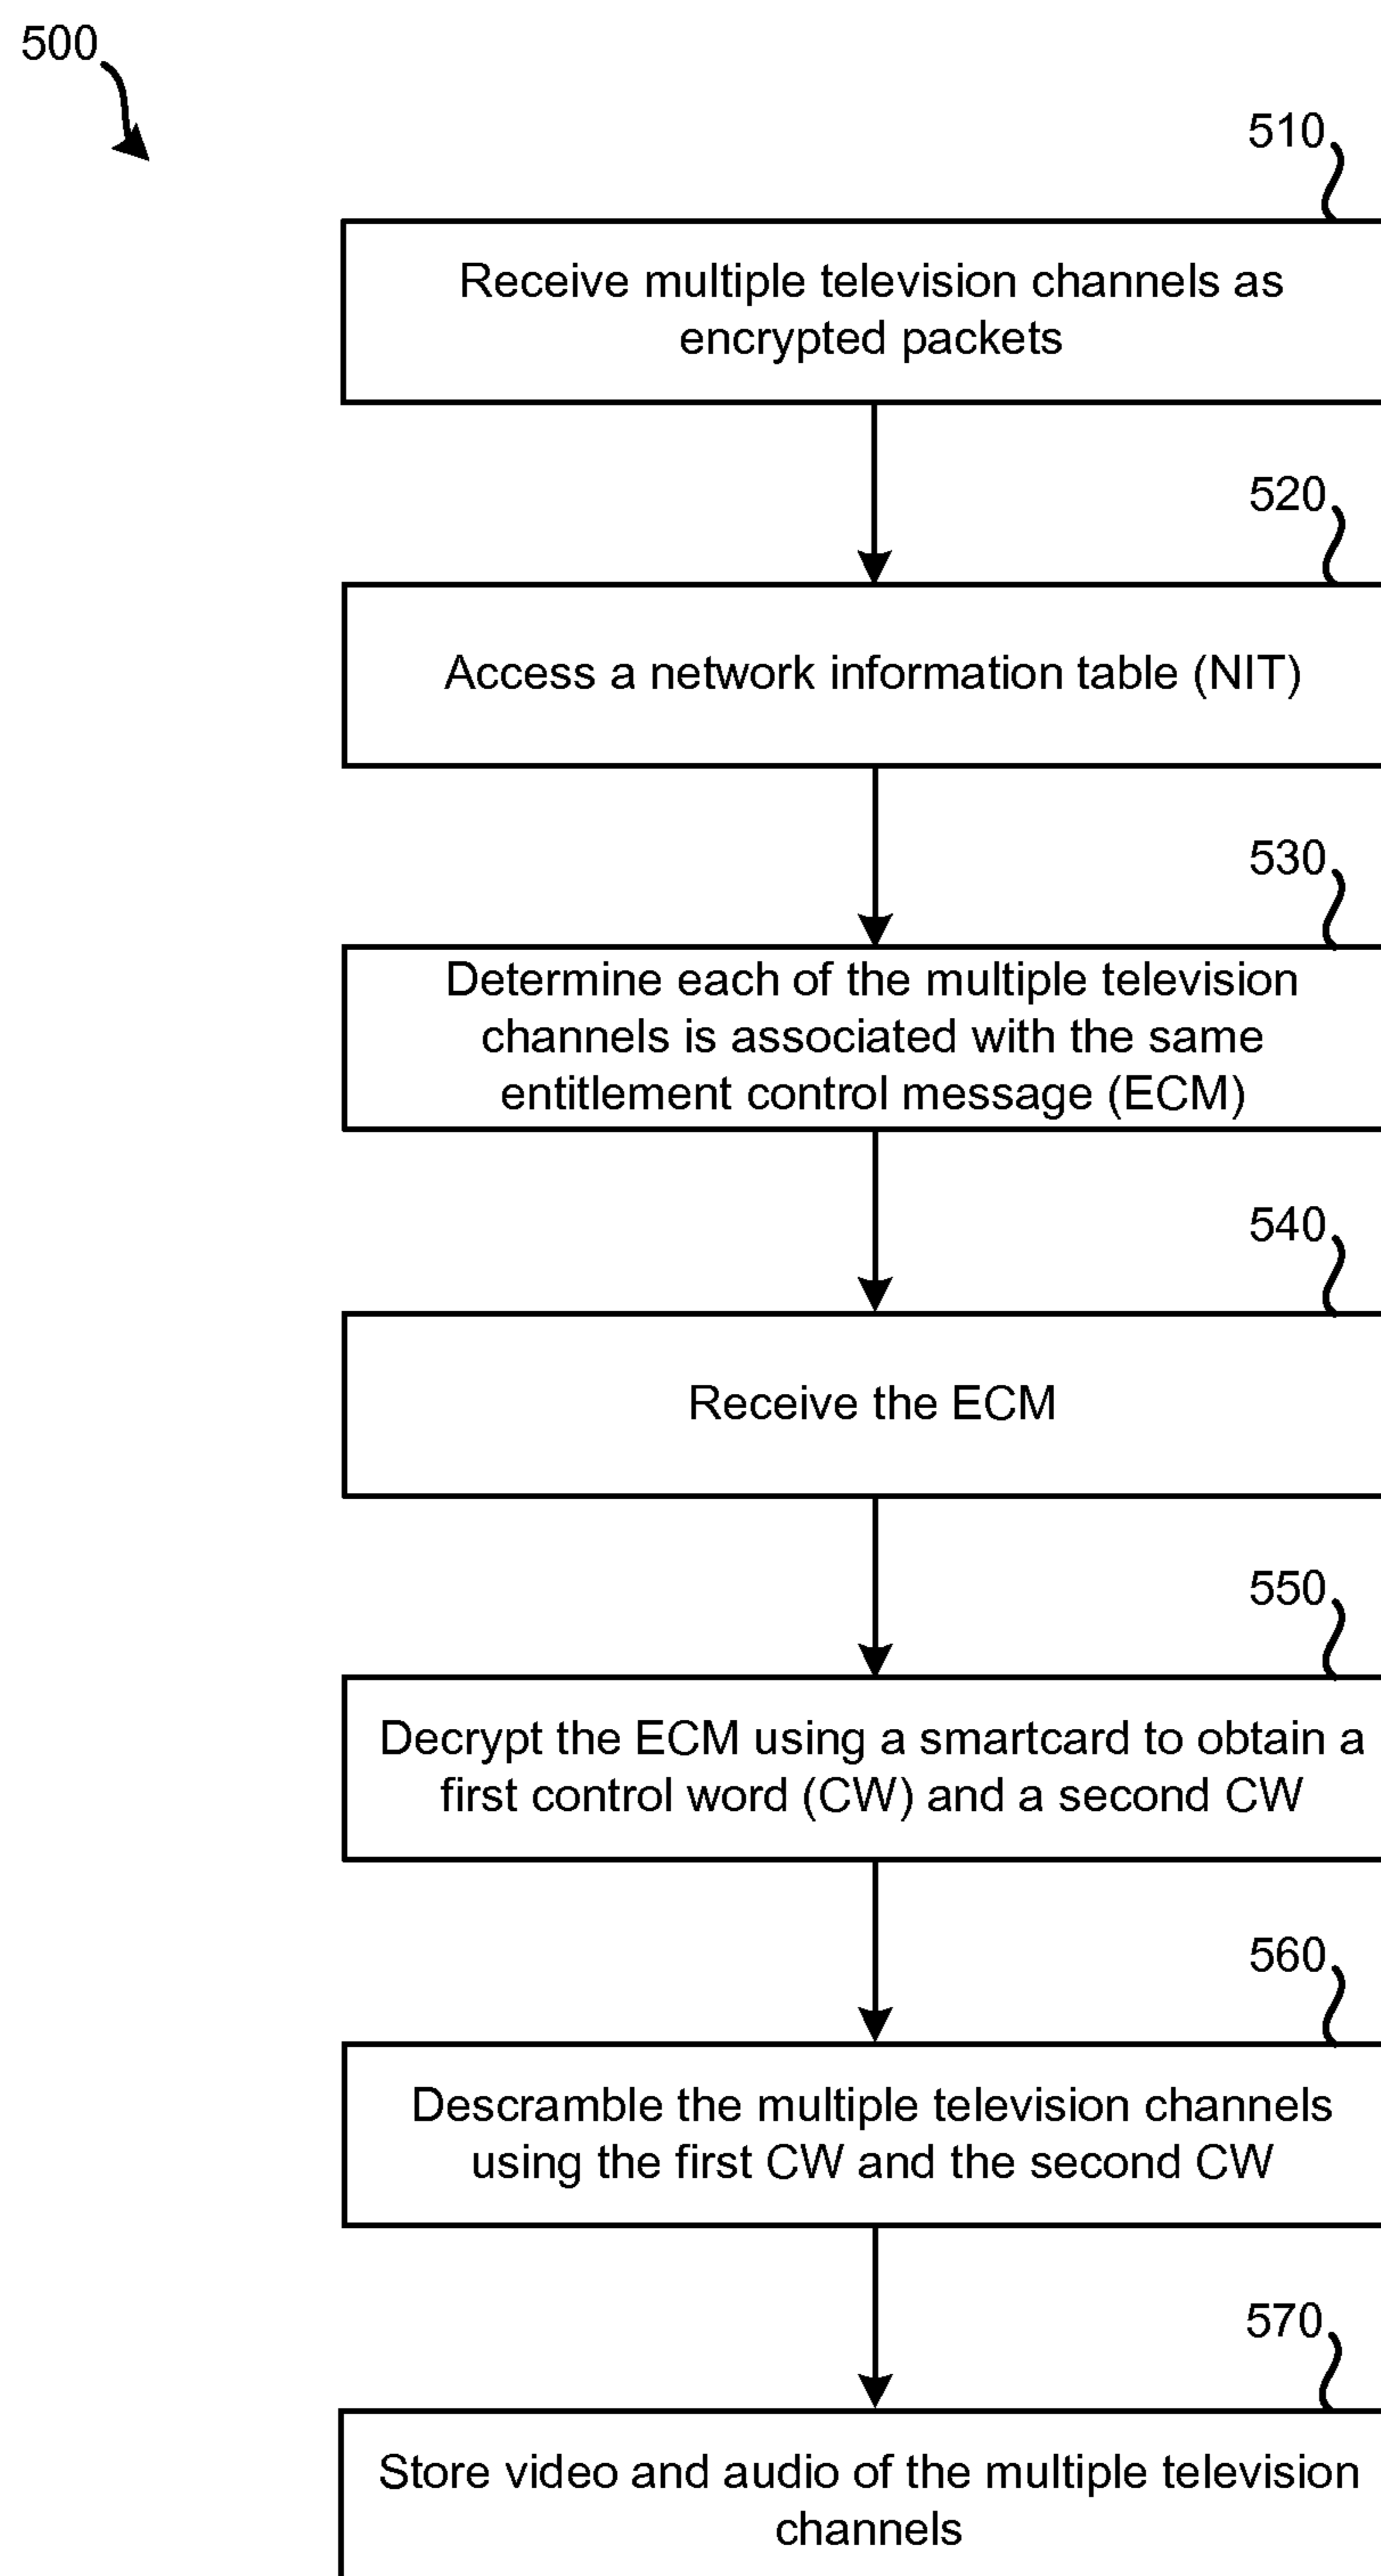 500
510
Receive multiple television channels as
encrypted packets
520
Access a network information table (NIT)
530
Determine each of the multiple television
channels is associated with the same
entitlement control message (ECM)
540
Receive the ECM
550
Decrypt the ECM using a smartcard to obtain a
first control word (CW) and a second CW
560
Descramble the multiple television channels
using the first CW and the second CW
570
Store video and audio of the multiple television
channels